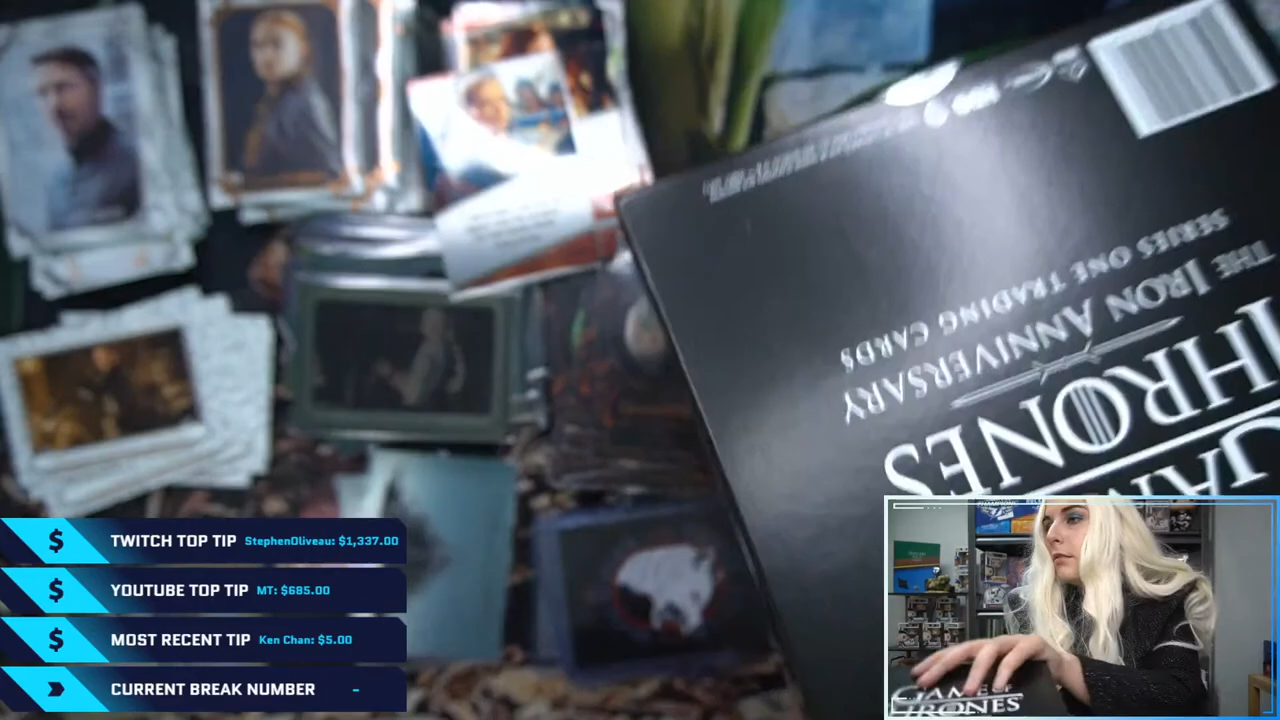 SERIES ONE TRADING CARDS
THE IRON ANNIVERSARY
THRONES
TWITCH TOP TIP StephenOliveau: $1,337.00
YOUTUBE TOP TIP MT: $685.00
MOST RECENT TIP Ken Chan: $5.00
CURRENT BREAK NUMBER -
GAME OF
THRONES